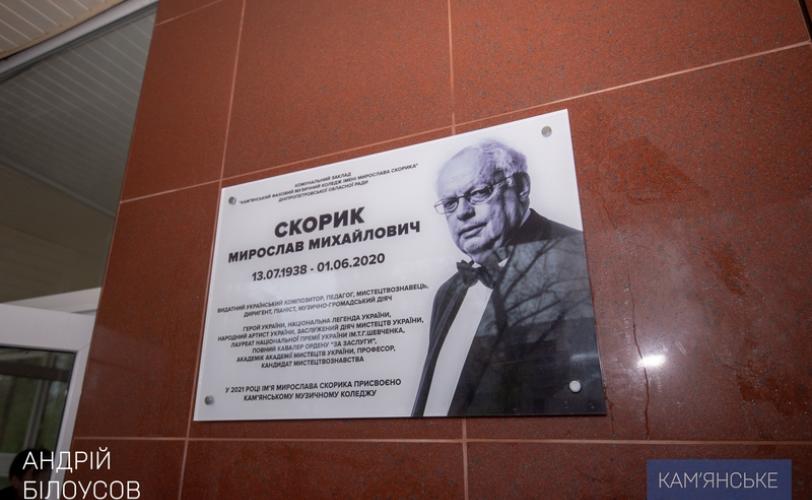 КОМУНАЛЬНИЙ ЗАКЛАД
"КАМ'ЯНСЬКИЙ ФАХОВИЙ МУЗИЧНИЙ КОЛЕДЖ ІМЕНІ МИРОСЛАВА СКОРИКА"
ДНІПРОПЕТРОВСЬКОЇ ОБЛАСНОЇ РАДИ
СКОРИК
МИРОСЛАВ МИХАЙЛОВИЧ
13.07.1938 - 01.06.2020
ВИДАТНИЙ УКРАЇНСЬКИЙ КОМПОЗИТОР, ПЕДАГОГ, МИСТЕЦТВОЗНАВЕЦЬ,
ДИРИГЕНТ, ПІАНІСТ, МУЗИЧНО-ГРОМАДСЬКИЙ ДІЯЧ
ГЕРОЙ УКРАЇНИ, НАЦІОНАЛЬНА ЛЕГЕНДА УКРАЇНИ,
НАРОДНИЙ АРТИСТ УКРАЇНИ, ЗАСЛУЖЕНИЙ ДІЯЧ МИСТЕЦТВ УКРАЇНИ,
ЛАУРЕАТ НАЦІОНАЛЬНОЇ ПРЕМІЇ УКРАЇНИ ІМ.Т.Г.ШЕВЧЕНКА,
ПОВНИЙ КАВАЛЕР ОРДЕНУ "ЗА ЗАСЛУГИ",
АКАДЕМІК АКАДЕМІЇ МИСТЕЦТВ УКРАЇНИ, ПРОФЕСОР,
КАНДИДАТ МИСТЕЦТВОЗНАВСТВА
У 2021 РОЦІ ІМ'Я МИРОСЛАВА СКОРИКА ПРИСВОЄНО
КАМ'ЯНСЬКОМУ МУЗИЧНОМУ КОЛЕДЖУ
АНДРІЙ
БІЛОУСОВ
КАМ'ЯНСЬКЕ